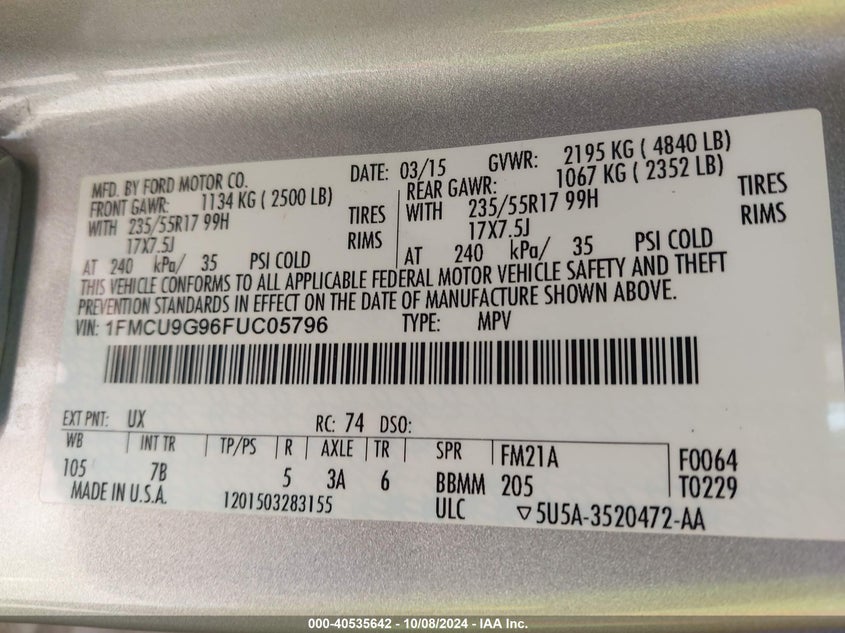 MFD. BY FORD MOTOR CO. DATE: 03/15 GVWR: 2195 KG ( 4840 LB)
FRONT GAWR: 1134 KG ( 2500 LB) REAR GAWR: 1067 KG ( 2352 LB)
WITH 235/55R17 99H TIRES WITH 235/55R17 99H TIRES
17X7.5J RIMS 17X7.5J RIMS
AT 240 kPa/ 35 PSI COLD AT 240 kPa/ 35 PSI COLD
THIS VEHICLE CONFORMS TO ALL APPLICABLE FEDERAL MOTOR VEHICLE SAFETY AND THEFT
PREVENTION STANDARDS IN EFFECT ON THE DATE OF MANUFACTURE SHOWN ABOVE.
VIN: 1FMCU9G96FUC05796 TYPE: MPV
EXT PNT: UX RC: 74 DSO:
WB INT TR TP/PS R AXLE TR SPR FM21A F0064
105 7B 5 3A 6 BBMM 205 T0229
MADE IN U.S.A. 1201503283155 ULC ▽5U5A-3520472-AA
000-40535642 - 10/08/2024 - IAA Inc.